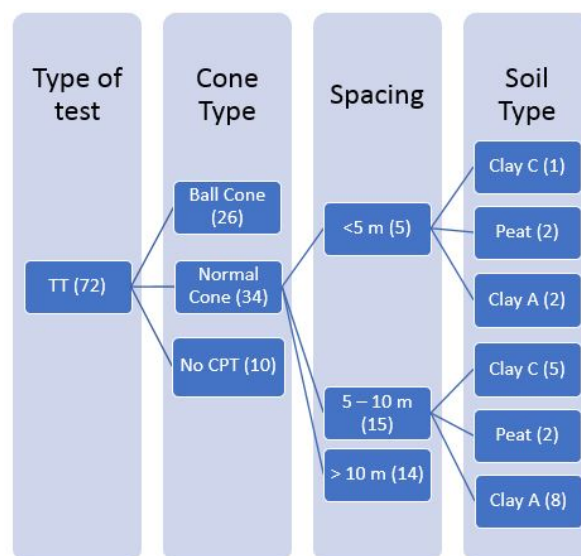 Type of
test
Cone
Type
Spacing
Soil
Type
TT (72)
Ball Cone
(26)
Normal
Cone (34)
No CPT (10)
<5 m (5)
5 – 10 m
(15)
> 10 m (14)
Clay C (1)
Peat (2)
Clay A (2)
Clay C (5)
Peat (2)
Clay A (8)